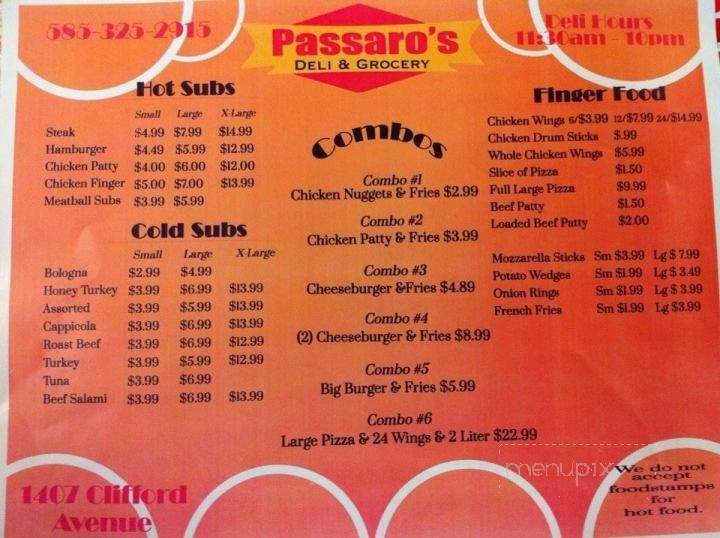 585-325-2915
Passaro's
DELI & GROCERY
Deli Hours
11:30am - 10pm
Hot Subs
Small Large X-Large
Steak $4.99 $7.99 $14.99
Hamburger $4.49 $5.99 $12.99
Chicken Patty $4.00 $6.00 $12.00
Chicken Finger $5.00 $7.00 $13.99
Meatball Subs $3.99 $5.99
Cold Subs
Small Large X-Large
Bologna $2.99 $4.99
Honey Turkey $3.99 $6.99 $13.99
Assorted $3.99 $5.99 $13.99
Cappicola $3.99 $6.99 $13.99
Roast Beef $3.99 $6.99 $12.99
Turkey $3.99 $5.99 $12.99
Tuna $3.99 $6.99
Beef Salami $3.99 $6.99 $13.99
Combos
Combo #1
Chicken Nuggets & Fries $2.99
Combo #2
Chicken Patty & Fries $3.99
Combo #3
Cheeseburger &Fries $4.89
Combo #4
(2) Cheeseburger & Fries $8.99
Combo #5
Big Burger & Fries $5.99
Combo #6
Large Pizza & 24 Wings & 2 Liter $22.99
Finger Food
Chicken Wings 6/$3.99 12/$7.99 24/$14.99
Chicken Drum Sticks $.99
Whole Chicken Wings $5.99
Slice of Pizza $1.50
Full Large Pizza $9.99
Beef Patty $1.50
Loaded Beef Patty $2.00
Mozzarella Sticks Sm $3.99 Lg $ 7.99
Potato Wedges Sm $1.99 Lg $ 3.49
Onion Rings Sm $1.99 Lg $ 3.99
French Fries Sm $1.99 Lg $3.99
1407 Clifford
Avenue
menupix
We do not
accept
foodstamps
for
hot food.